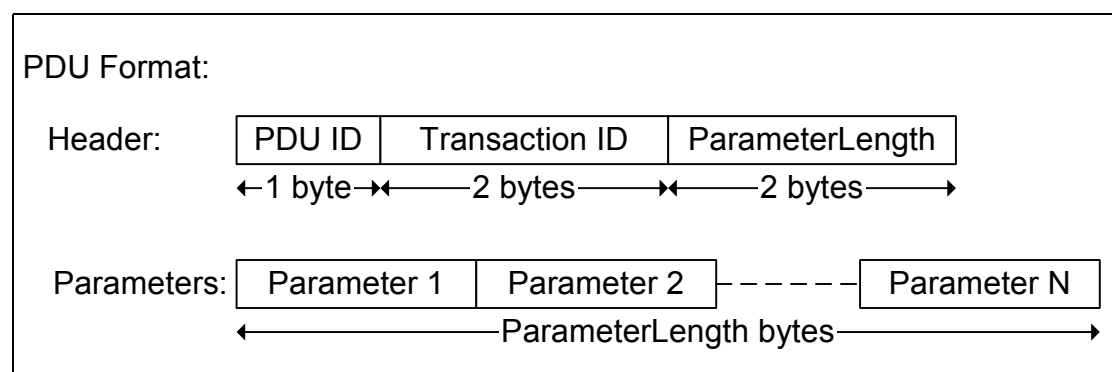 PDU Format:
Header: PDU ID Transaction ID ParameterLength
1 byte 2 bytes 2 bytes
Parameters: Parameter 1 Parameter 2 Parameter N
ParameterLength bytes